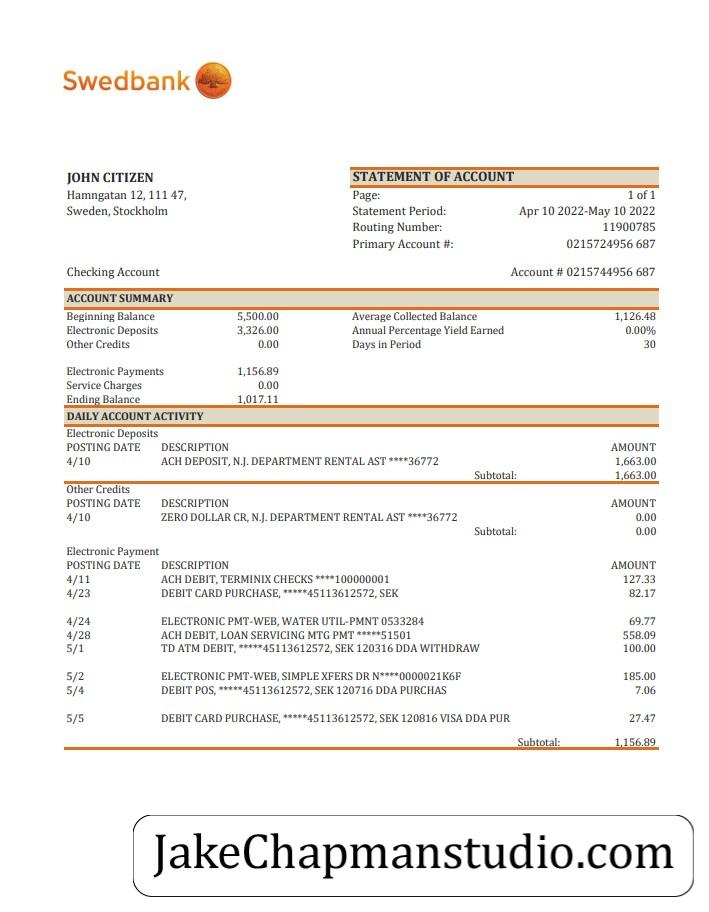 Swedbank
JOHN CITIZEN
Hamngatan 12, 111 47,
Sweden, Stockholm
STATEMENT OF ACCOUNT
Page: 1 of 1
Statement Period: Apr 10 2022-May 10 2022
Routing Number: 11900785
Primary Account #: 0215724956 687
Checking Account Account # 0215744956 687
ACCOUNT SUMMARY
Beginning Balance 5,500.00 Average Collected Balance 1,126.48
Electronic Deposits 3,326.00 Annual Percentage Yield Earned 0.00%
Other Credits 0.00 Days in Period 30
Electronic Payments 1,156.89
Service Charges 0.00
Ending Balance 1,017.11
DAILY ACCOUNT ACTIVITY
Electronic Deposits
POSTING DATE DESCRIPTION AMOUNT
4/10 ACH DEPOSIT, N.J. DEPARTMENT RENTAL AST ****36772 1,663.00
Subtotal: 1,663.00
Other Credits
POSTING DATE DESCRIPTION AMOUNT
4/10 ZERO DOLLAR CR, N.J. DEPARTMENT RENTAL AST ****36772 0.00
Subtotal: 0.00
Electronic Payment
POSTING DATE DESCRIPTION AMOUNT
4/11 ACH DEBIT, TERMINIX CHECKS ****100000001 127.33
4/23 DEBIT CARD PURCHASE, *****45113612572, SEK 82.17
4/24 ELECTRONIC PMT-WEB, WATER UTIL-PMNT 0533284 69.77
4/28 ACH DEBIT, LOAN SERVICING MTG PMT *****51501 558.09
5/1 TD ATM DEBIT, *****45113612572, SEK 120316 DDA WITHDRAW 100.00
5/2 ELECTRONIC PMT-WEB, SIMPLE XFERS DR N****0000021K6F 185.00
5/4 DEBIT POS, *****45113612572, SEK 120716 DDA PURCHAS 7.06
5/5 DEBIT CARD PURCHASE, *****45113612572, SEK 120816 VISA DDA PUR 27.47
Subtotal: 1,156.89
JakeChapmanstudio.com